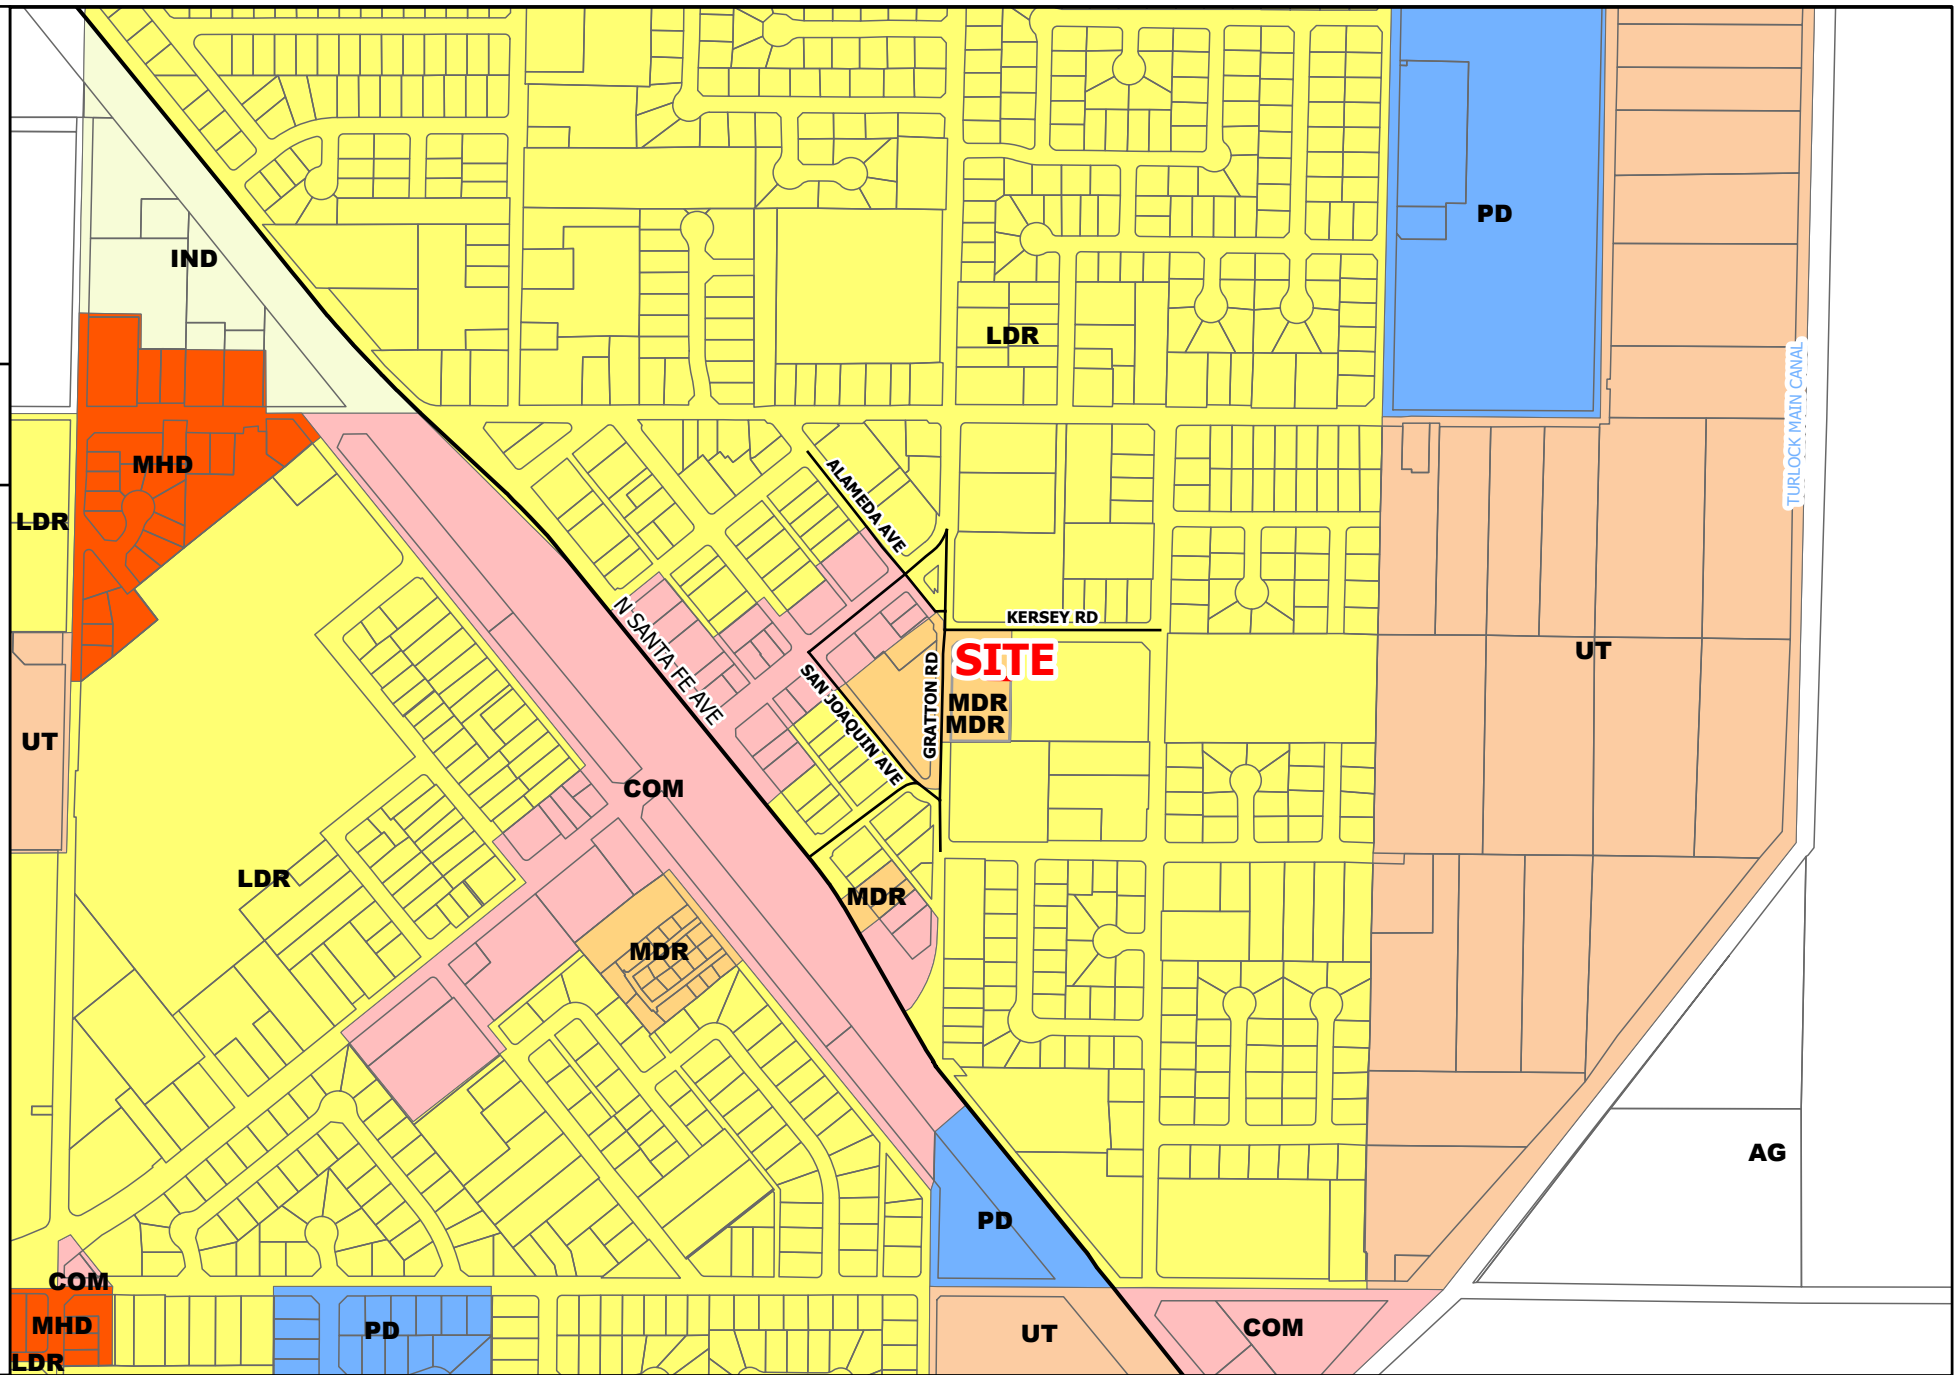 PD
IND
LDR
TURLOCK MAIN CANAL
MHD
ALAMEDA AVE
LDR
N SANTA FE AVE
KERSEY RD
SITE
UT
GRATTON RD
SAN JOAQUIN AVE
MDR
MDR
UT
COM
LDR
MDR
MDR
AG
PD
COM
MHD
PD
UT
COM
LDR